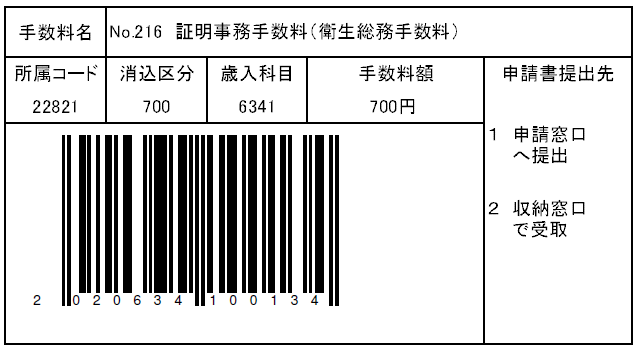 手数料名 No.216 証明事務手数料(衛生総務手数料)
所属コード 消込区分 歳入科目 手数料額 申請書提出先
22821 700 6341 700円
1 申請窓口
へ提出
2 収納窓口
で受取
2 020634 100134